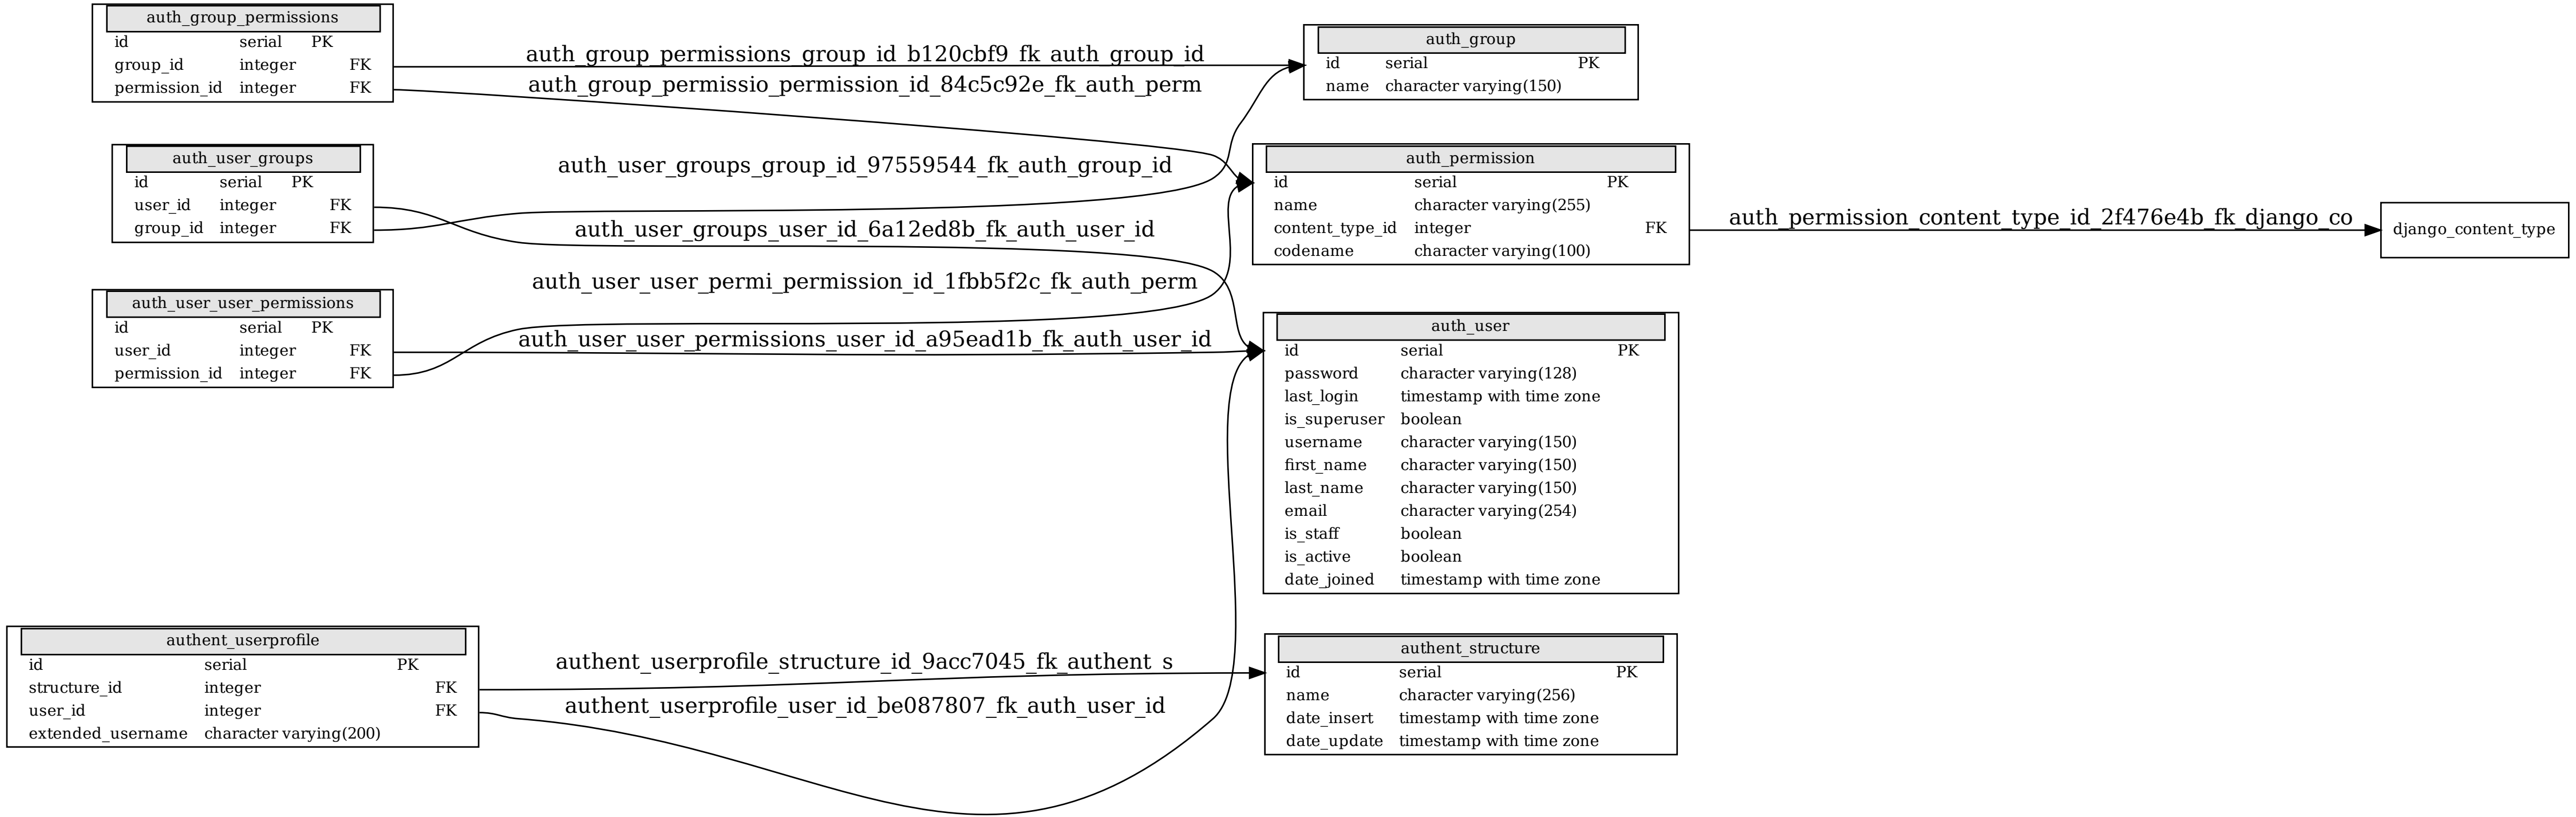 auth_group_permissions
id serial PK
group_id integer FK
permission_id integer FK
auth_user_groups
id serial PK
user_id integer FK
group_id integer FK
auth_user_user_permissions
id serial PK
user_id integer FK
permission_id integer FK
authent_userprofile
id serial PK
structure_id integer FK
user_id integer FK
extended_username character varying(200)
auth_group_permissions_group_id_b120cbf9_fk_auth_group_id
auth_group_permissio_permission_id_84c5c92e_fk_auth_perm
auth_user_groups_group_id_97559544_fk_auth_group_id
auth_user_groups_user_id_6a12ed8b_fk_auth_user_id
auth_user_user_permi_permission_id_1fbb5f2c_fk_auth_perm
auth_user_user_permissions_user_id_a95ead1b_fk_auth_user_id
authent_userprofile_structure_id_9acc7045_fk_authent_s
authent_userprofile_user_id_be087807_fk_auth_user_id
auth_group
id serial PK
name character varying(150)
auth_permission
id serial PK
name character varying(255)
content_type_id integer FK
codename character varying(100)
auth_user
id serial PK
password character varying(128)
last_login timestamp with time zone
is_superuser boolean
username character varying(150)
first_name character varying(150)
last_name character varying(150)
email character varying(254)
is_staff boolean
is_active boolean
date_joined timestamp with time zone
authent_structure
id serial PK
name character varying(256)
date_insert timestamp with time zone
date_update timestamp with time zone
auth_permission_content_type_id_2f476e4b_fk_django_co
django_content_type